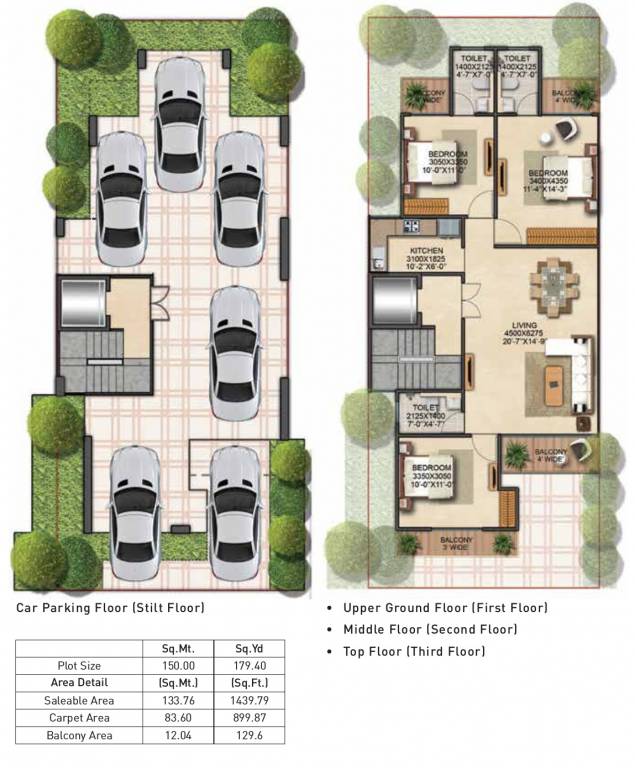 TOILET
1400X2125
4'-7"X7'-0"
TOILET
1400X2125
4'-7"X7'-0"
BALCONY
4' WIDE
BEDROOM
3050X3350
10'-0"X11'-0"
BEDROOM
3400X4350
11'-4"X14'-3"
KITCHEN
3100X1825
10'-2"X6'-0"
LIVING
4500X6275
20'-7"X14'-9"
TOILET
2125X1400
7'-0"X4'-7"
BEDROOM
3350X3050
10'-0"X11'-0"
BALCONY
4' WIDE
BALCONY
3' WIDE
Car Parking Floor (Stilt Floor)
• Upper Ground Floor (First Floor)
• Middle Floor (Second Floor)
• Top Floor (Third Floor)
Sq.Mt. Sq.Yd
Plot Size 150.00 179.40
Area Detail (Sq.Mt.) (Sq.Ft.)
Saleable Area 133.76 1439.79
Carpet Area 83.60 899.87
Balcony Area 12.04 129.6